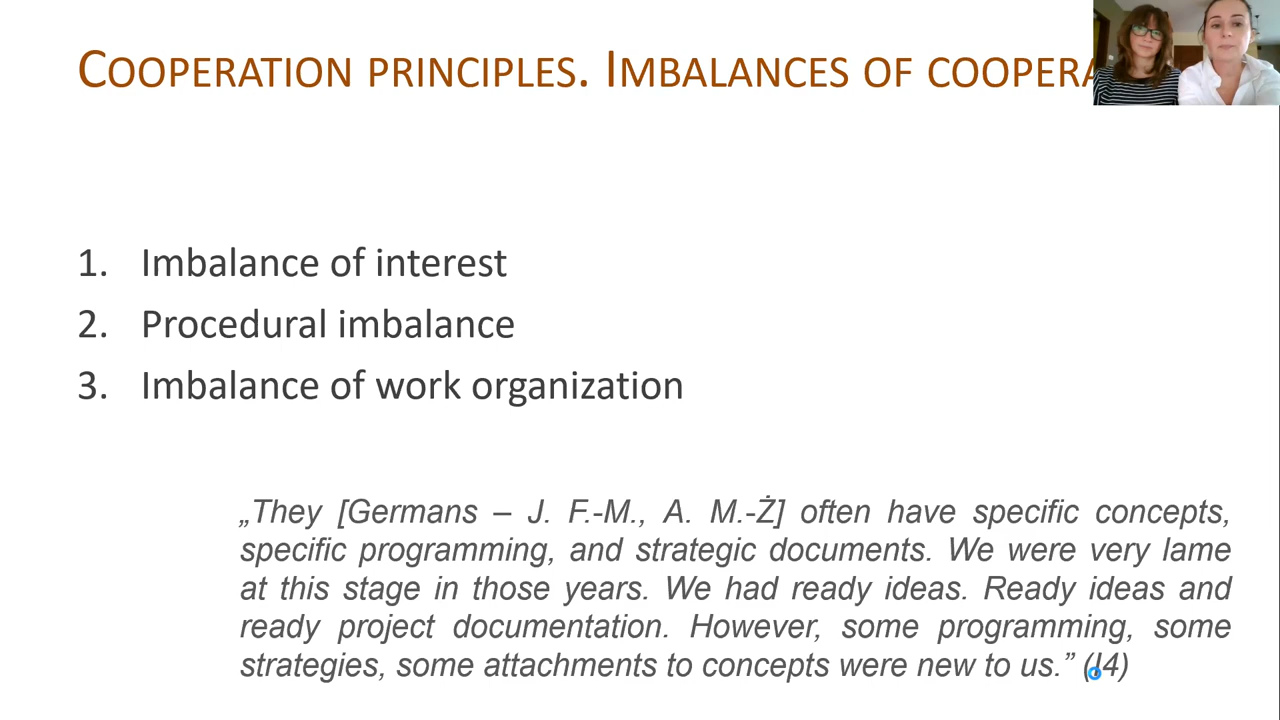 COOPERATION PRINCIPLES. IMBALANCES OF
1. Imbalance of interest
2. Procedural imbalance
3. Imbalance of work organization
„They [Germans – J. F.-M., A. M.-Ż] often have specific concepts,
specific programming, and strategic documents. We were very lame
at this stage in those years. We had ready ideas. Ready ideas and
ready project documentation. However, some programming, some
strategies, some attachments to concepts were new to us.” (I4)